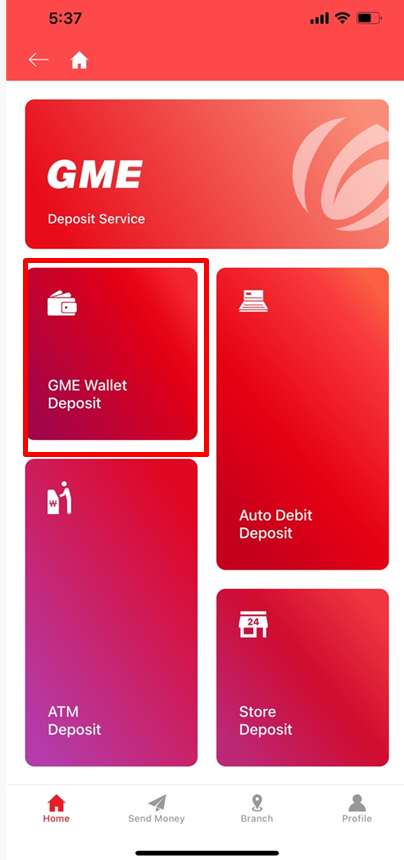 5:37
GME
Deposit Service
GME Wallet
Deposit
Auto Debit
Deposit
₩
ATM
Deposit
24
Store
Deposit
Home
Send Money
Branch
Profile